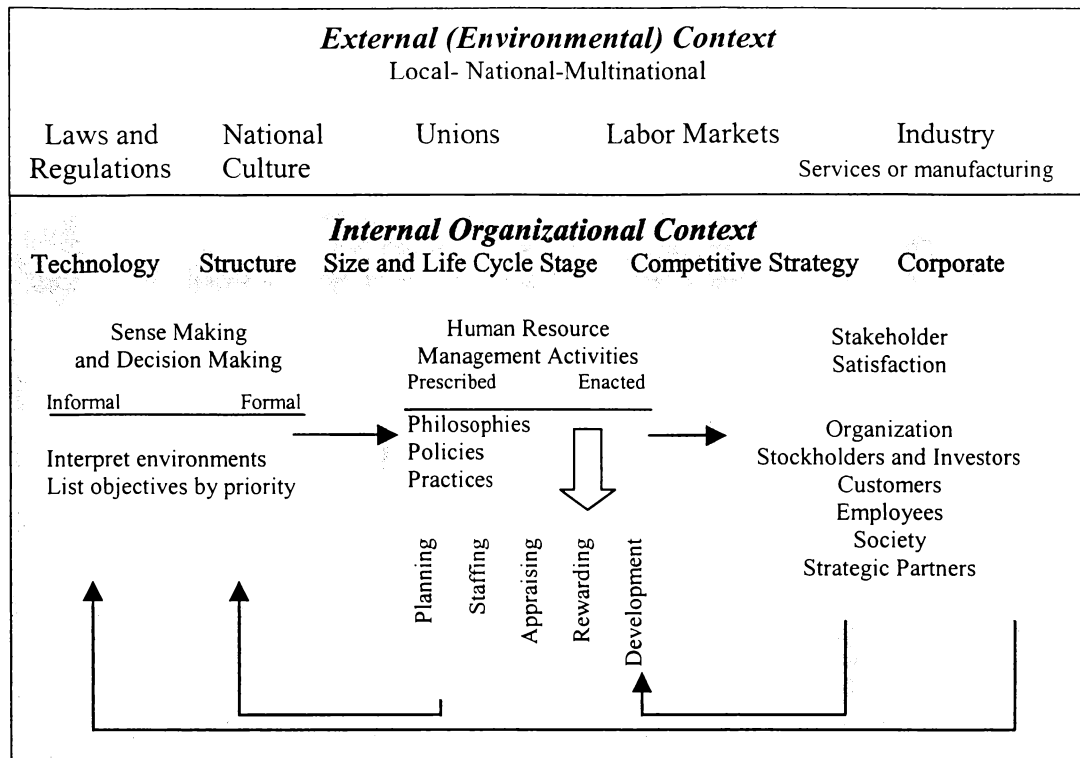 External (Environmental) Context
Local- National-Multinational
Laws and Regulations
National Culture
Unions
Labor Markets
Industry
Services or manufacturing
Internal Organizational Context
Technology Structure Size and Life Cycle Stage Competitive Strategy Corporate
Sense Making
and Decision Making
Informal Formal
Interpret environments
List objectives by priority
Human Resource
Management Activities
Prescribed Enacted
Philosophies
Policies
Practices
Planning
Staffing
Appraising
Rewarding
Development
Stakeholder
Satisfaction
Organization
Stockholders and Investors
Customers
Employees
Society
Strategic Partners